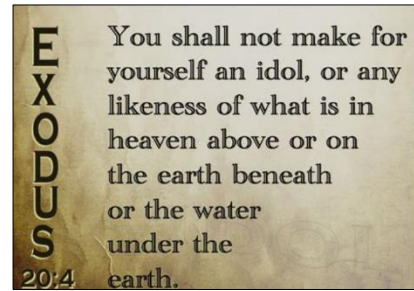 EXODUS
20:4
You shall not make for
yourself an idol, or any
likeness of what is in
heaven above or on
the earth beneath
or the water
under the
earth.